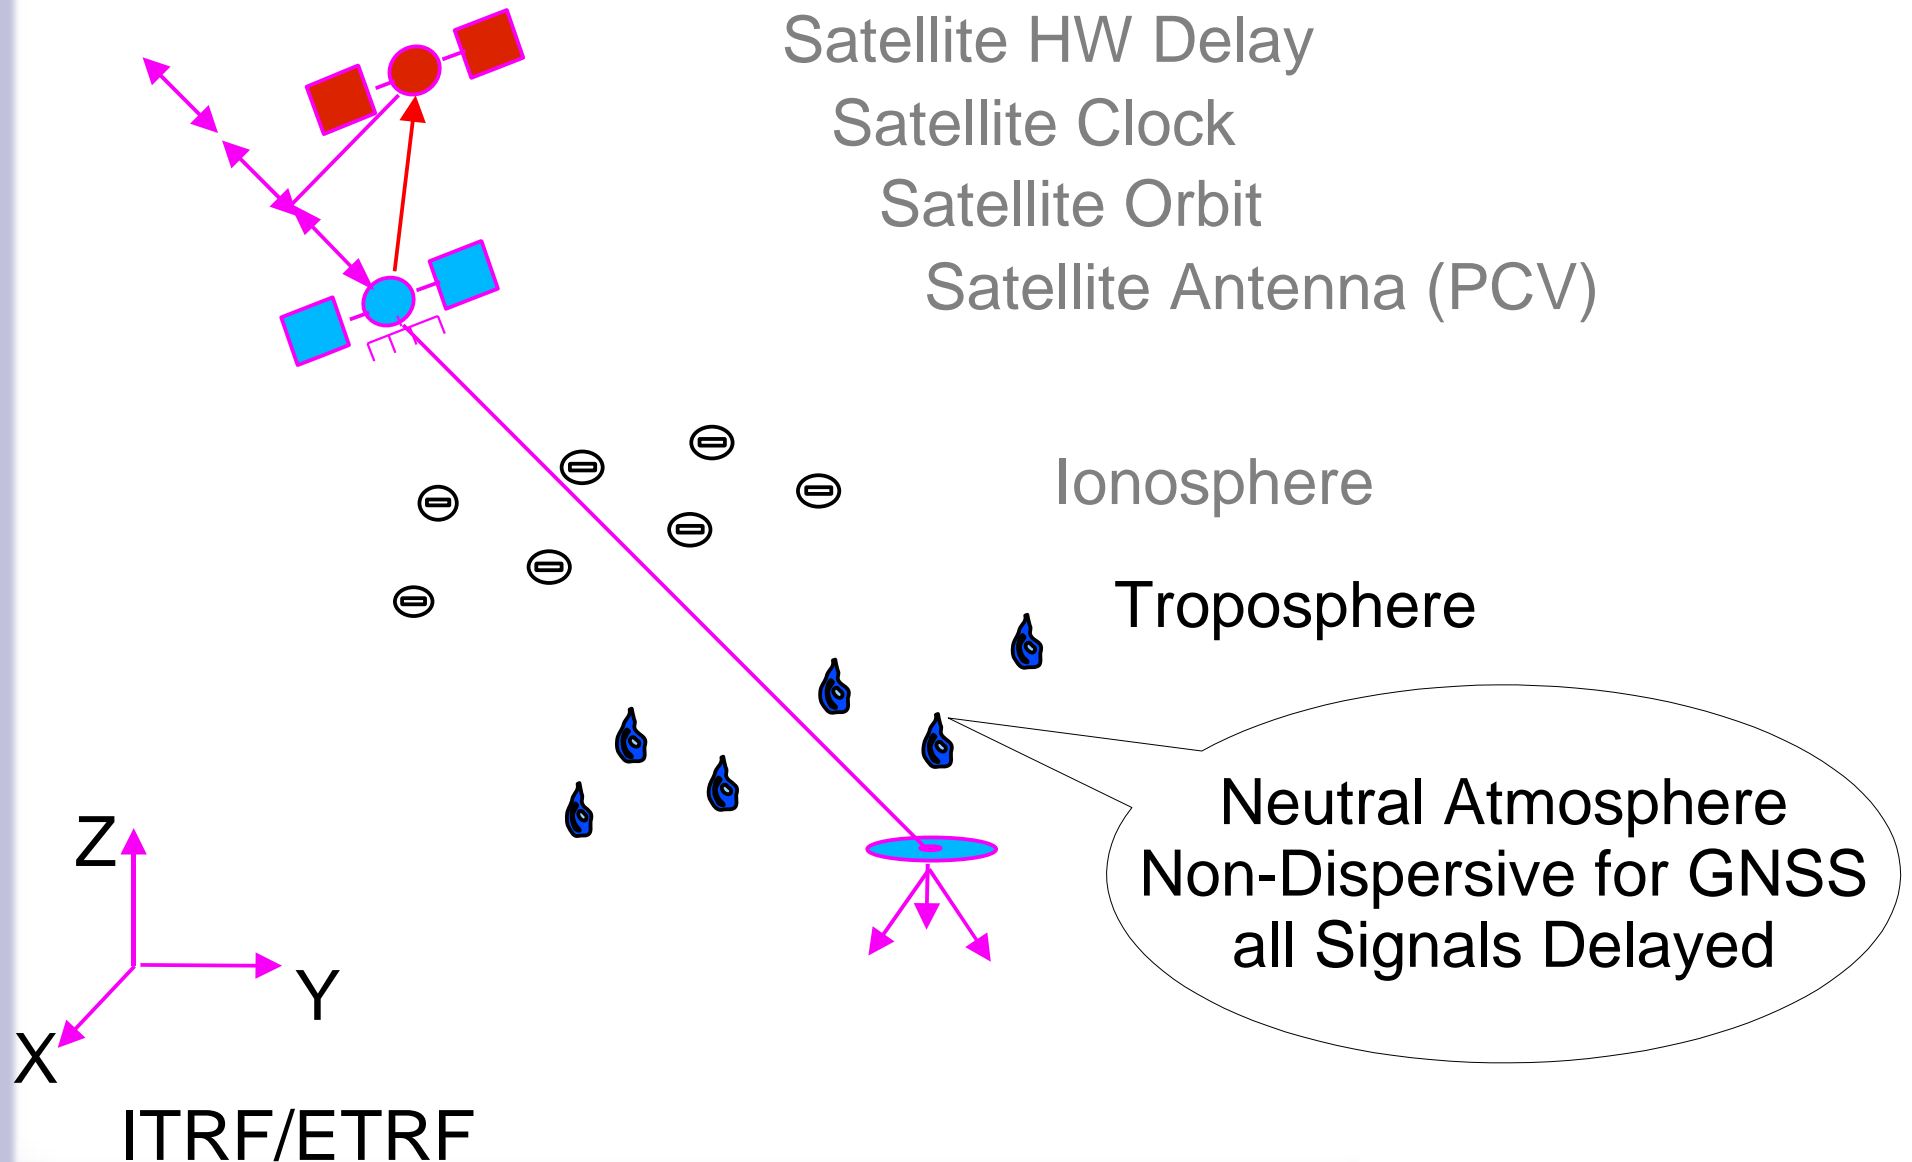 Satellite HW Delay
Satellite Clock
Satellite Orbit
Satellite Antenna (PCV)
Ionosphere
Troposphere
Neutral Atmosphere
Non-Dispersive for GNSS
all Signals Delayed
Z
Y
X
ITRF/ETRF